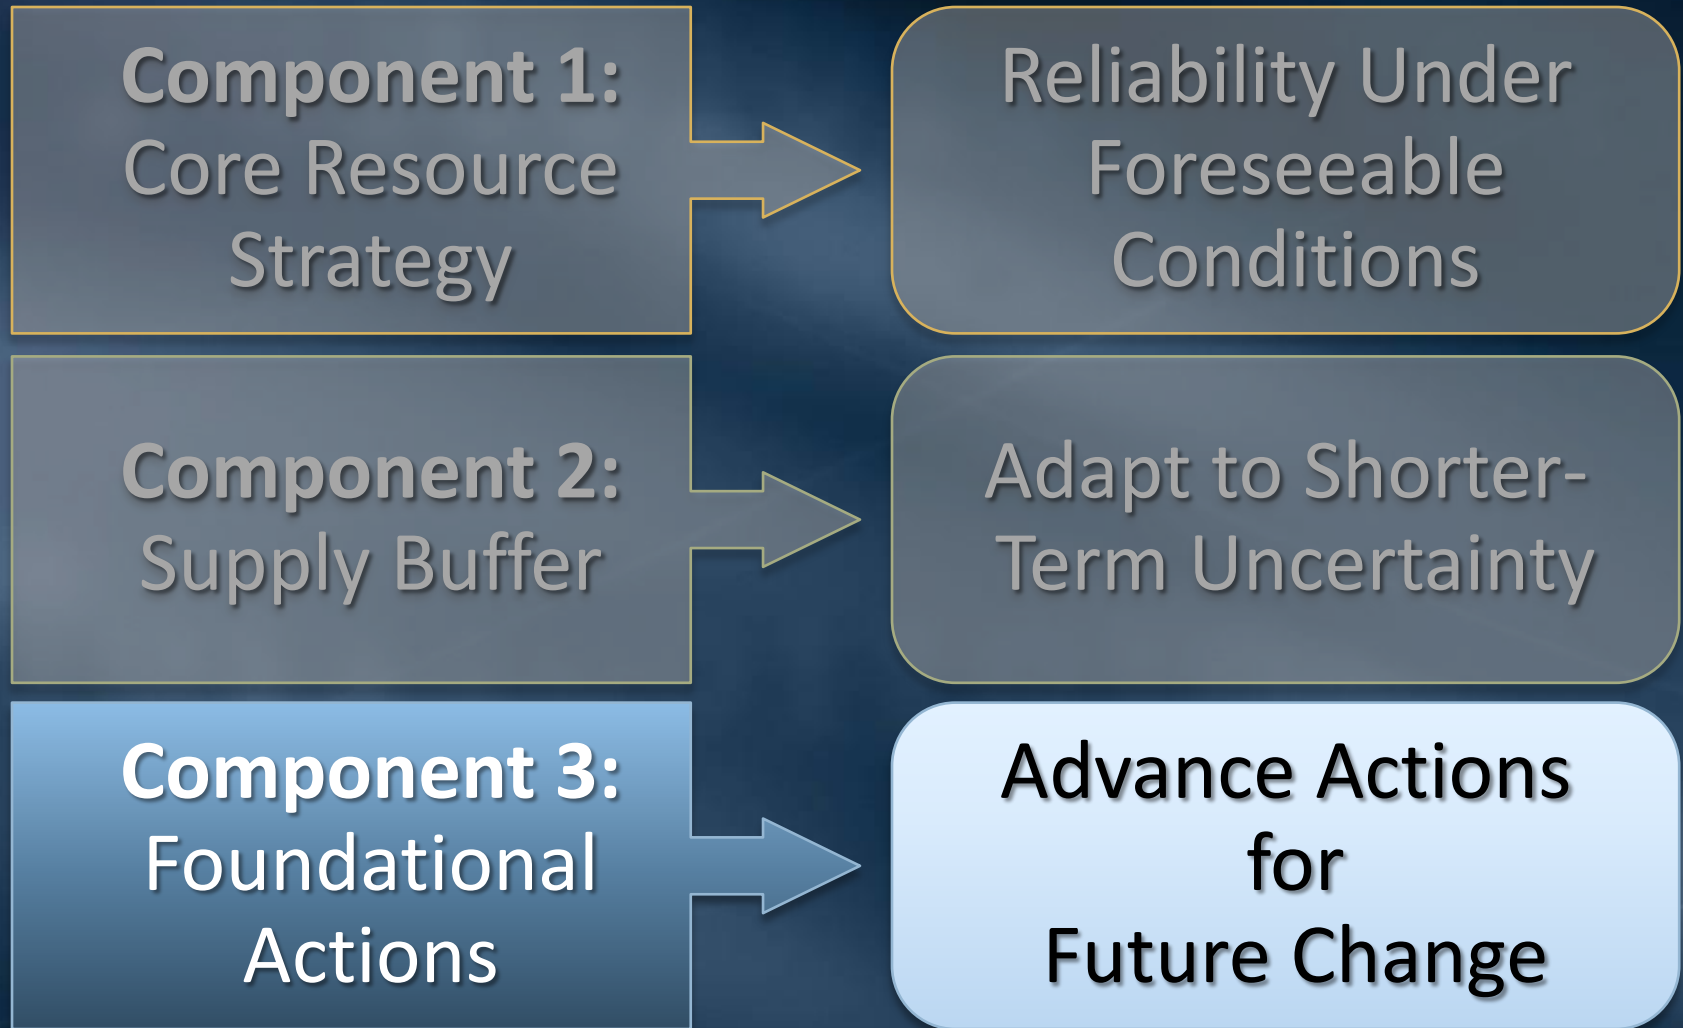 Component 1:
Core Resource
Strategy
Reliability Under
Foreseeable
Conditions
Component 2:
Supply Buffer
Adapt to Shorter-
Term Uncertainty
Component 3:
Foundational
Actions
Advance Actions
for
Future Change